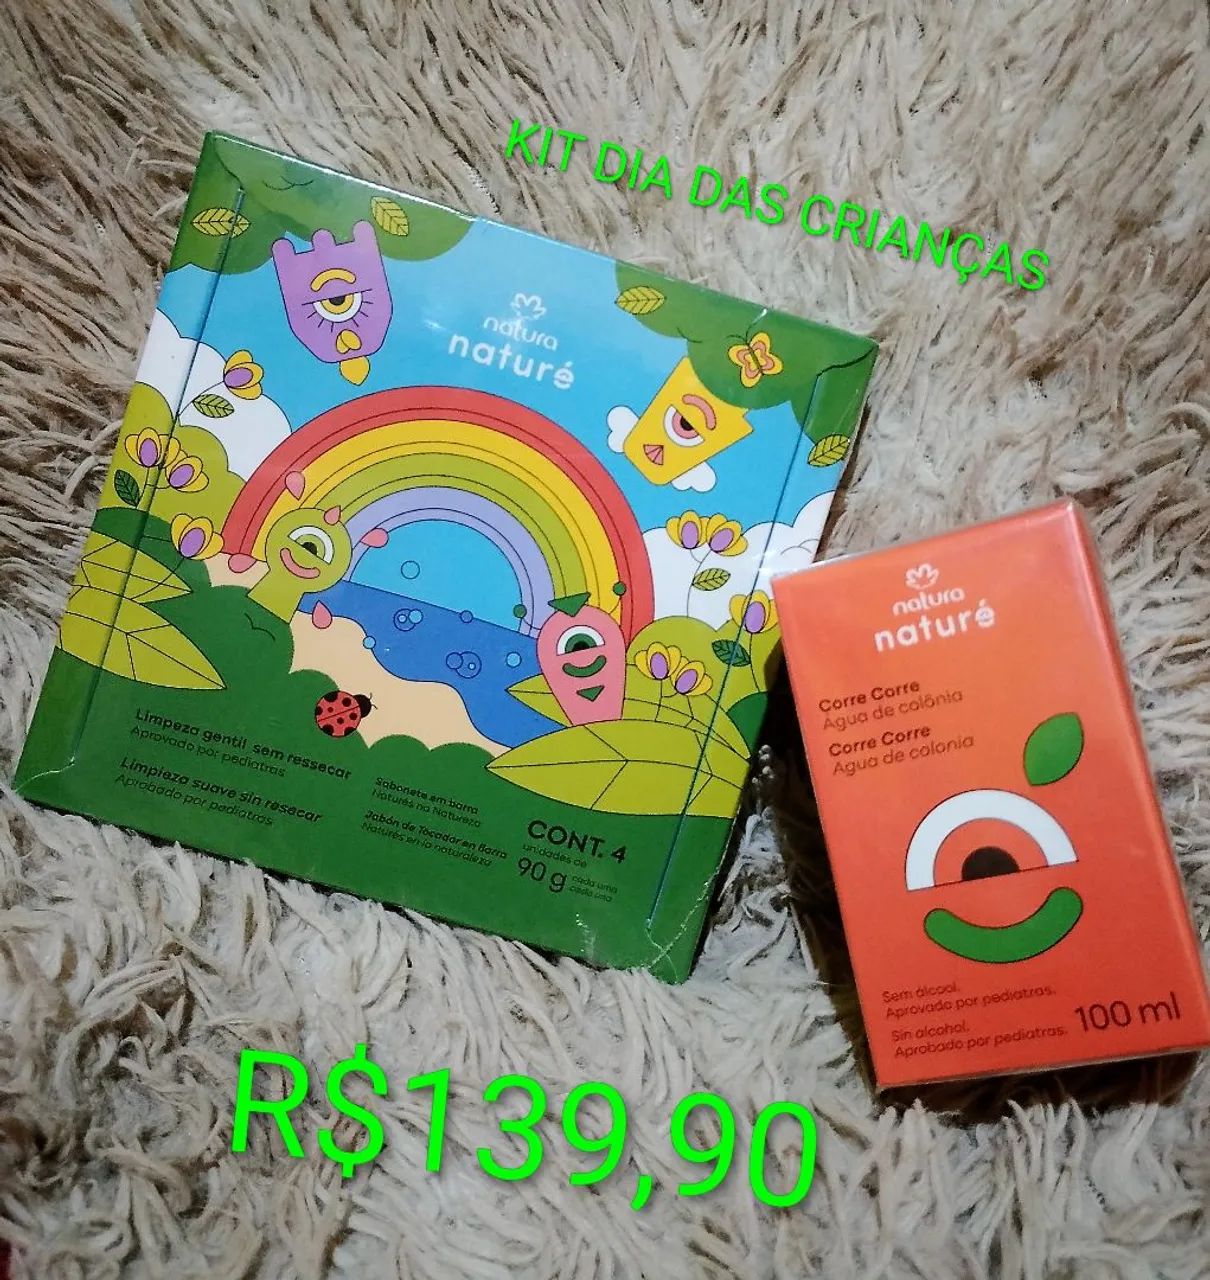 KIT DIA DAS CRIANÇAS
natura
naturé
Limpeza gentil sem ressecar
Aprovado por pediatras
Limpieza suave sin resecar
Aprobado por pediatras
Sabonete em barra
Naturés na Natureza
Jabón de Tocador en Barra
Naturés en la naturaleza
CONT. 4
unidades de
90 g
cada uma
cada una
natura
naturé
Corre Corre
Água de colônia
Corre Corre
Agua de colonia
Sem álcool.
Aprovado por pediatras.
Sin alcohol.
Aprobado por pediatras.
100 ml
R$139,90